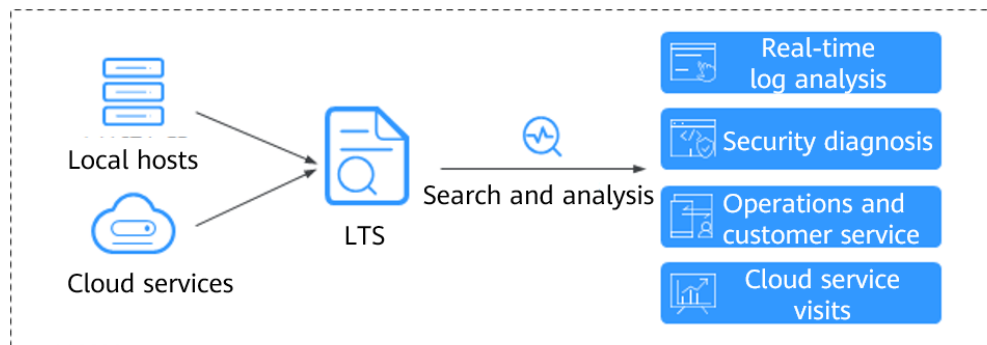 Local hosts
Cloud services
LTS
Search and analysis
Real-time
log analysis
Security diagnosis
Operations and
customer service
Cloud service
visits